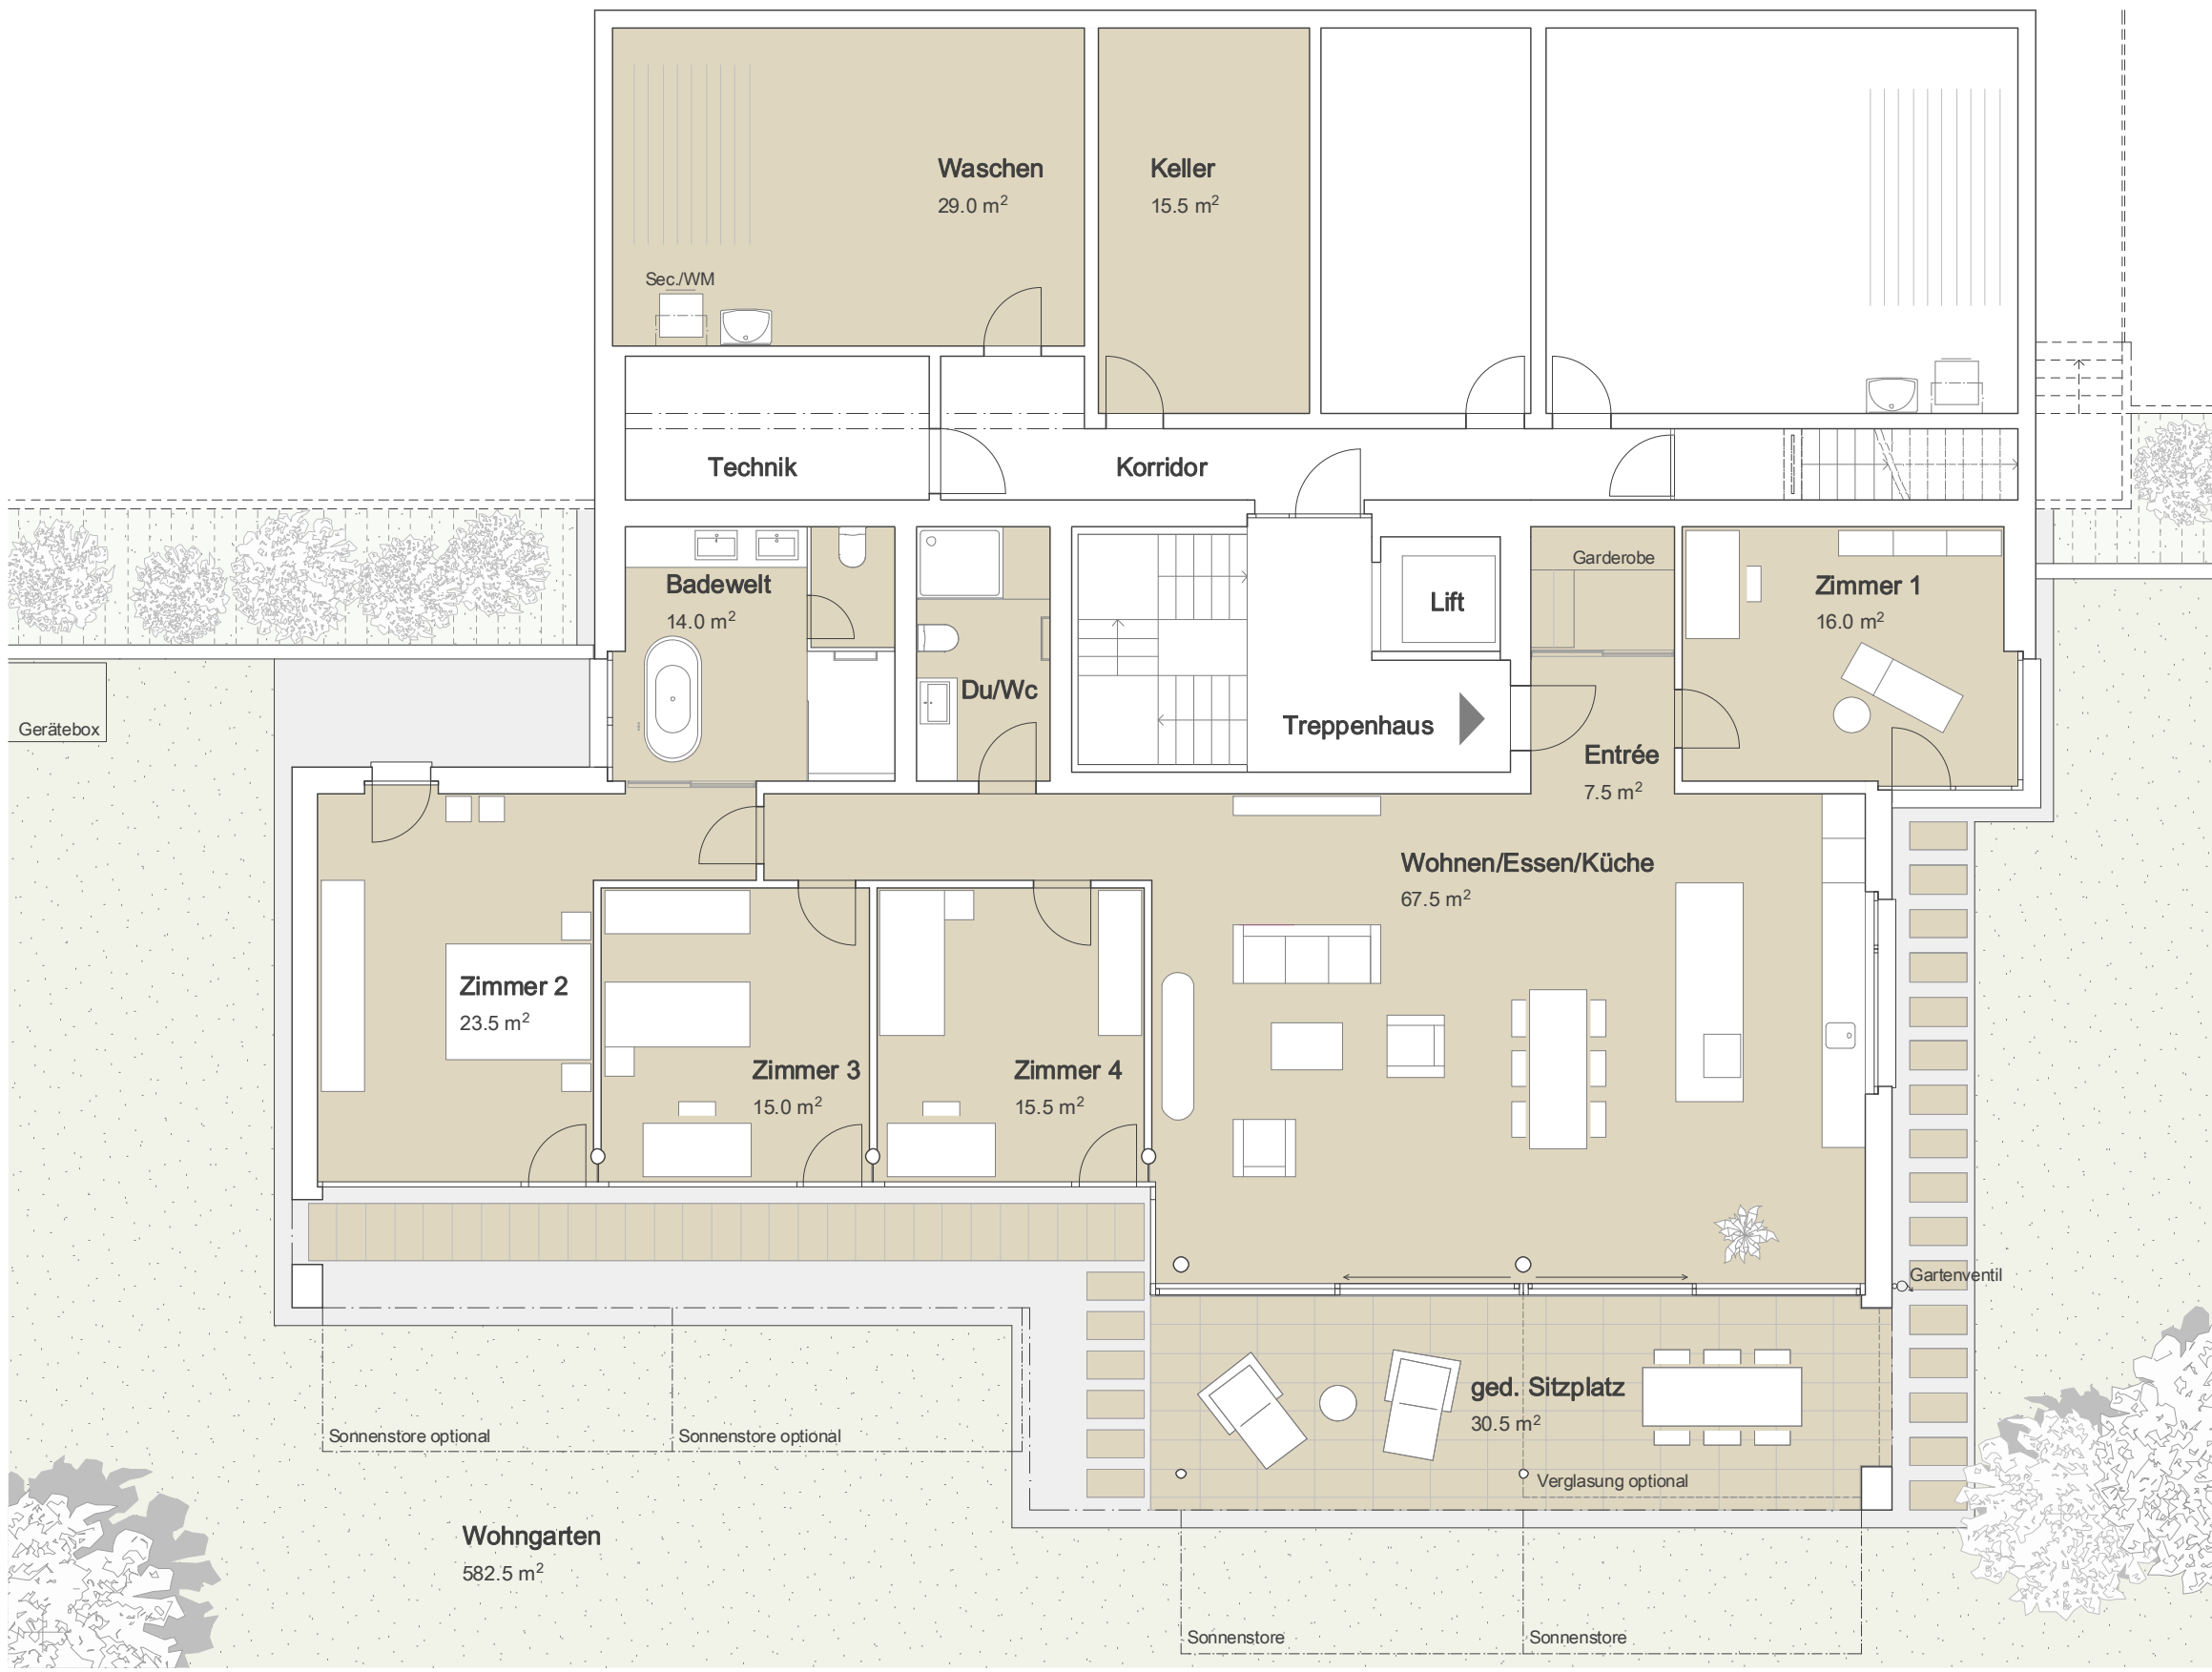 Waschen
29.0 m²
Keller
15.5 m²
Sec./WM
Technik
Korridor
Garderobe
Badewelt
14.0 m²
Zimmer 1
16.0 m²
Lift
Du/Wc
Treppenhaus
Gerätebox
Entrée
7.5 m²
Wohnen/Essen/Küche
67.5 m²
Zimmer 2
23.5 m²
Zimmer 3
15.0 m²
Zimmer 4
15.5 m²
Gartenventil
ged. Sitzplatz
30.5 m²
Sonnenstore optional
Sonnenstore optional
Verglasung optional
Wohngarten
582.5 m²
Sonnenstore
Sonnenstore